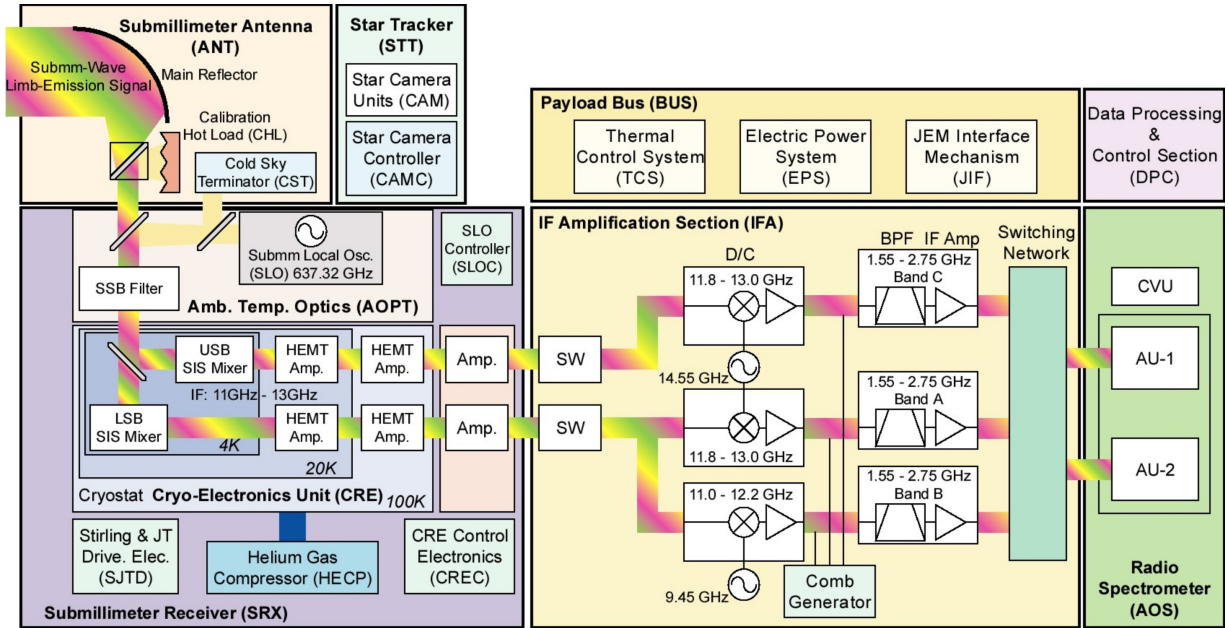 Submillimeter Antenna
(ANT)
Submm-Wave
Limb-Emission Signal
Main Reflector
Calibration
Hot Load (CHL)
Cold Sky
Terminator (CST)
Star Tracker
(STT)
Star Camera
Units (CAM)
Star Camera
Controller
(CAMC)
Payload Bus (BUS)
Thermal
Control System
(TCS)
Electric Power
System
(EPS)
JEM Interface
Mechanism
(JIF)
Data Processing
&
Control Section
(DPC)
Submm Local Osc.
(SLO) 637.32 GHz
SSB Filter
Amb. Temp. Optics (AOPT)
SLO
Controller
(SLOC)
USB
SIS Mixer
HEMT
Amp.
HEMT
Amp.
Amp.
IF: 11GHz - 13GHz
LSB
SIS Mixer
HEMT
Amp.
HEMT
Amp.
Amp.
4K
20K
Cryostat Cryo-Electronics Unit (CRE)
100K
Stirling & JT
Drive. Elec.
(SJTD)
Helium Gas
Compressor (HECP)
CRE Control
Electronics
(CREC)
Submillimeter Receiver (SRX)
IF Amplification Section (IFA)
SW
SW
D/C
11.8 - 13.0 GHz
14.55 GHz
11.8 - 13.0 GHz
11.0 - 12.2 GHz
9.45 GHz
BPF IF Amp
1.55 - 2.75 GHz
Band C
1.55 - 2.75 GHz
Band A
1.55 - 2.75 GHz
Band B
Comb
Generator
Switching
Network
CVU
AU-1
AU-2
Radio
Spectrometer
(AOS)